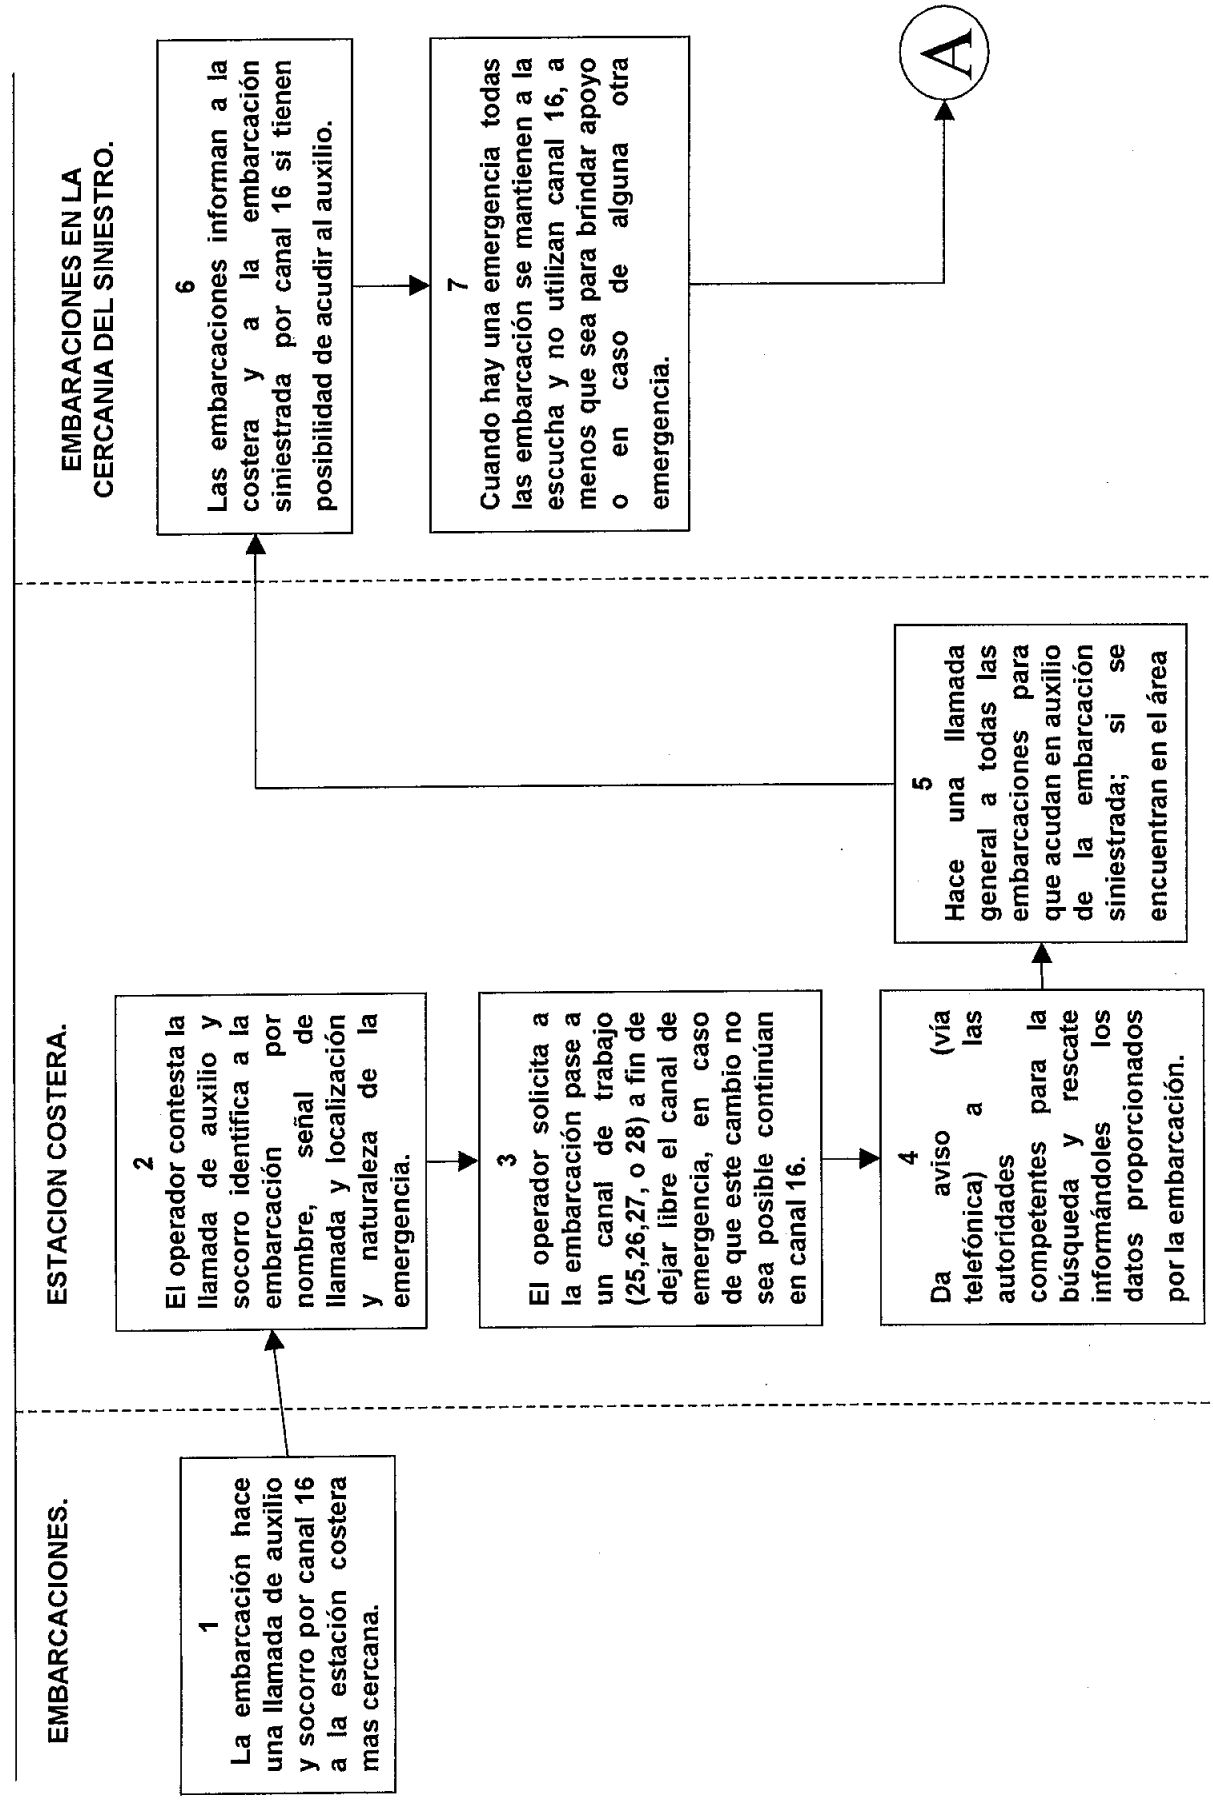 EMBARCACIONES.
ESTACION COSTERA.
EMBARACIONES EN LA
CERCANIA DEL SINIESTRO.
1
La embarcación hace
una llamada de auxilio
y socorro por canal 16
a la estación costera
mas cercana.
2
El operador contesta la
llamada de auxilio y
socorro identifica a la
embarcación por
nombre, señal de
llamada y localización
y naturaleza de la
emergencia.
3
El operador solicita a
la embarcación pase a
un canal de trabajo
(25,26,27, o 28) a fin de
dejar libre el canal de
emergencia, en caso
de que este cambio no
sea posible continúan
en canal 16.
4
Da aviso (vía
telefónica) a las
autoridades
competentes para la
búsqueda y rescate
informándoles los
datos proporcionados
por la embarcación.
5
Hace una llamada
general a todas las
embarcaciones para
que acudan en auxilio
de la embarcación
siniestrada; si se
encuentran en el área
6
Las embarcaciones informan a la
costera y a la embarcación
siniestrada por canal 16 si tienen
posibilidad de acudir al auxilio.
7
Cuando hay una emergencia todas
las embarcación se mantienen a la
escucha y no utilizan canal 16, a
menos que sea para brindar apoyo
o en caso de alguna otra
emergencia.
A